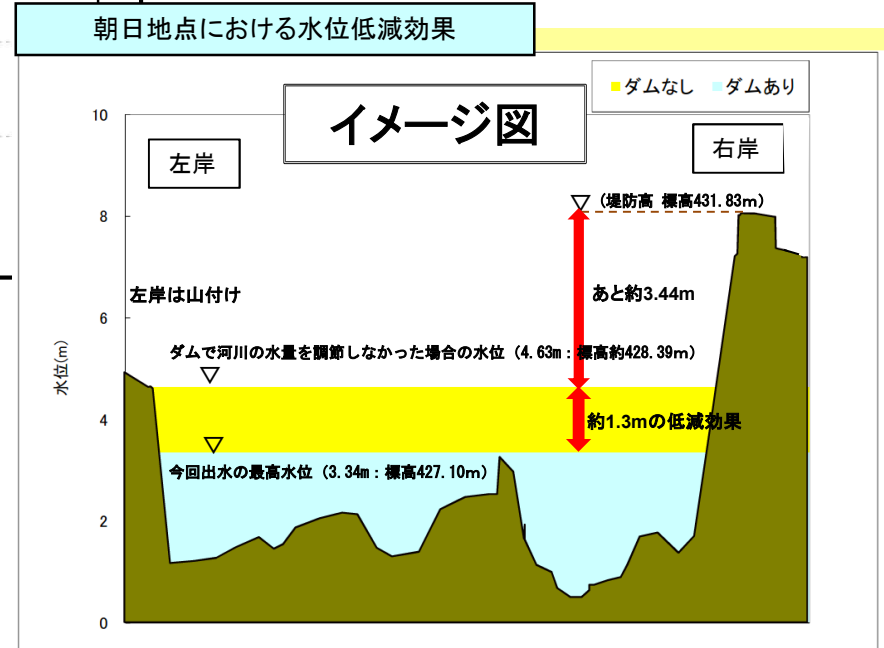 朝日地点における水位低減効果
ダムなし ダムあり
イメージ図
左岸
右岸
(堤防高 標高431.83m)
左岸は山付け
あと約3.44m
ダムで河川の水量を調節しなかった場合の水位(4.63m:標高約428.39m)
約1.3mの低減効果
今回出水の最高水位(3.34m:標高427.10m)
水位(m)
10
8
6
4
2
0